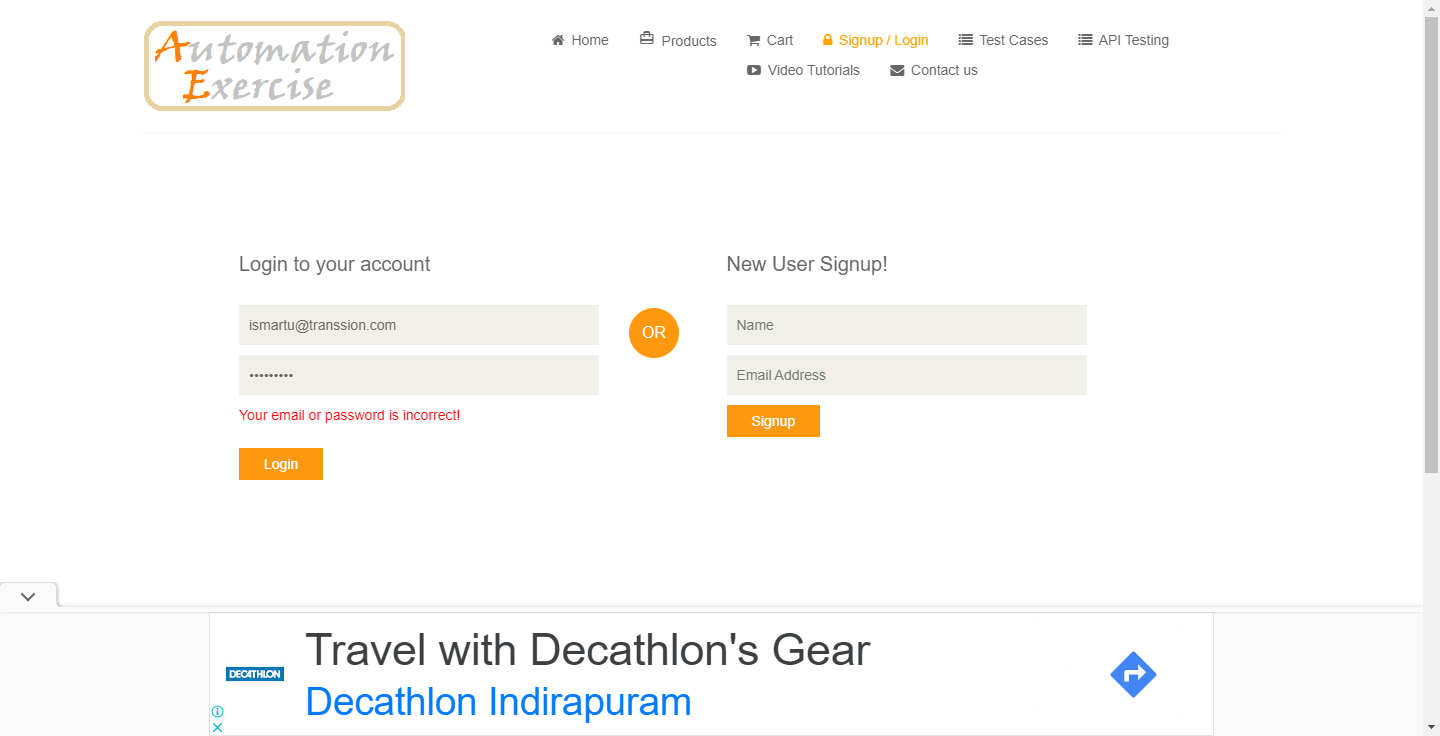 Automation
Exercise
Home
Products
Cart
Signup / Login
Test Cases
API Testing
Video Tutorials
Contact us
Login to your account
ismartu@transsion.com
•••••••••
Your email or password is incorrect!
Login
OR
New User Signup!
Name
Email Address
Signup
DECATHLON
Travel with Decathlon's Gear
Decathlon Indirapuram